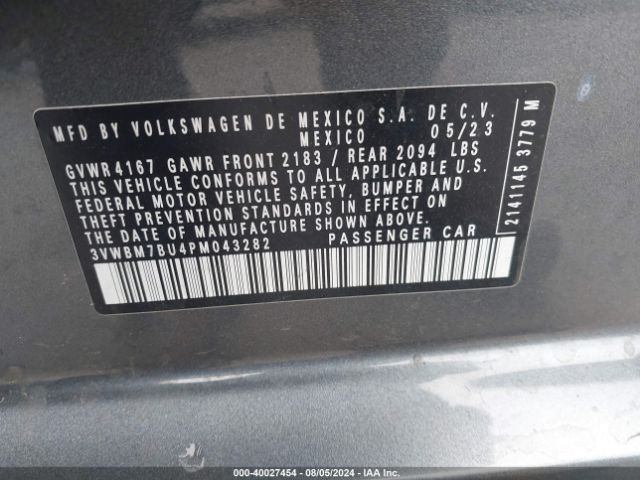 MFD BY VOLKSWAGEN DE MEXICO S.A. DE C.V.
MEXICO 05/23
GVWR 4167 GAWR FRONT 2183 / REAR 2094 LBS
THIS VEHICLE CONFORMS TO ALL APPLICABLE U.S.
FEDERAL MOTOR VEHICLE SAFETY, BUMPER AND
THEFT PREVENTION STANDARDS IN EFFECT ON
THE DATE OF MANUFACTURE SHOWN ABOVE.
3VWBM7BU4PM043282 PASSENGER CAR
2141145 3779 M
000-40027454 - 08/05/2024 - IAA Inc.